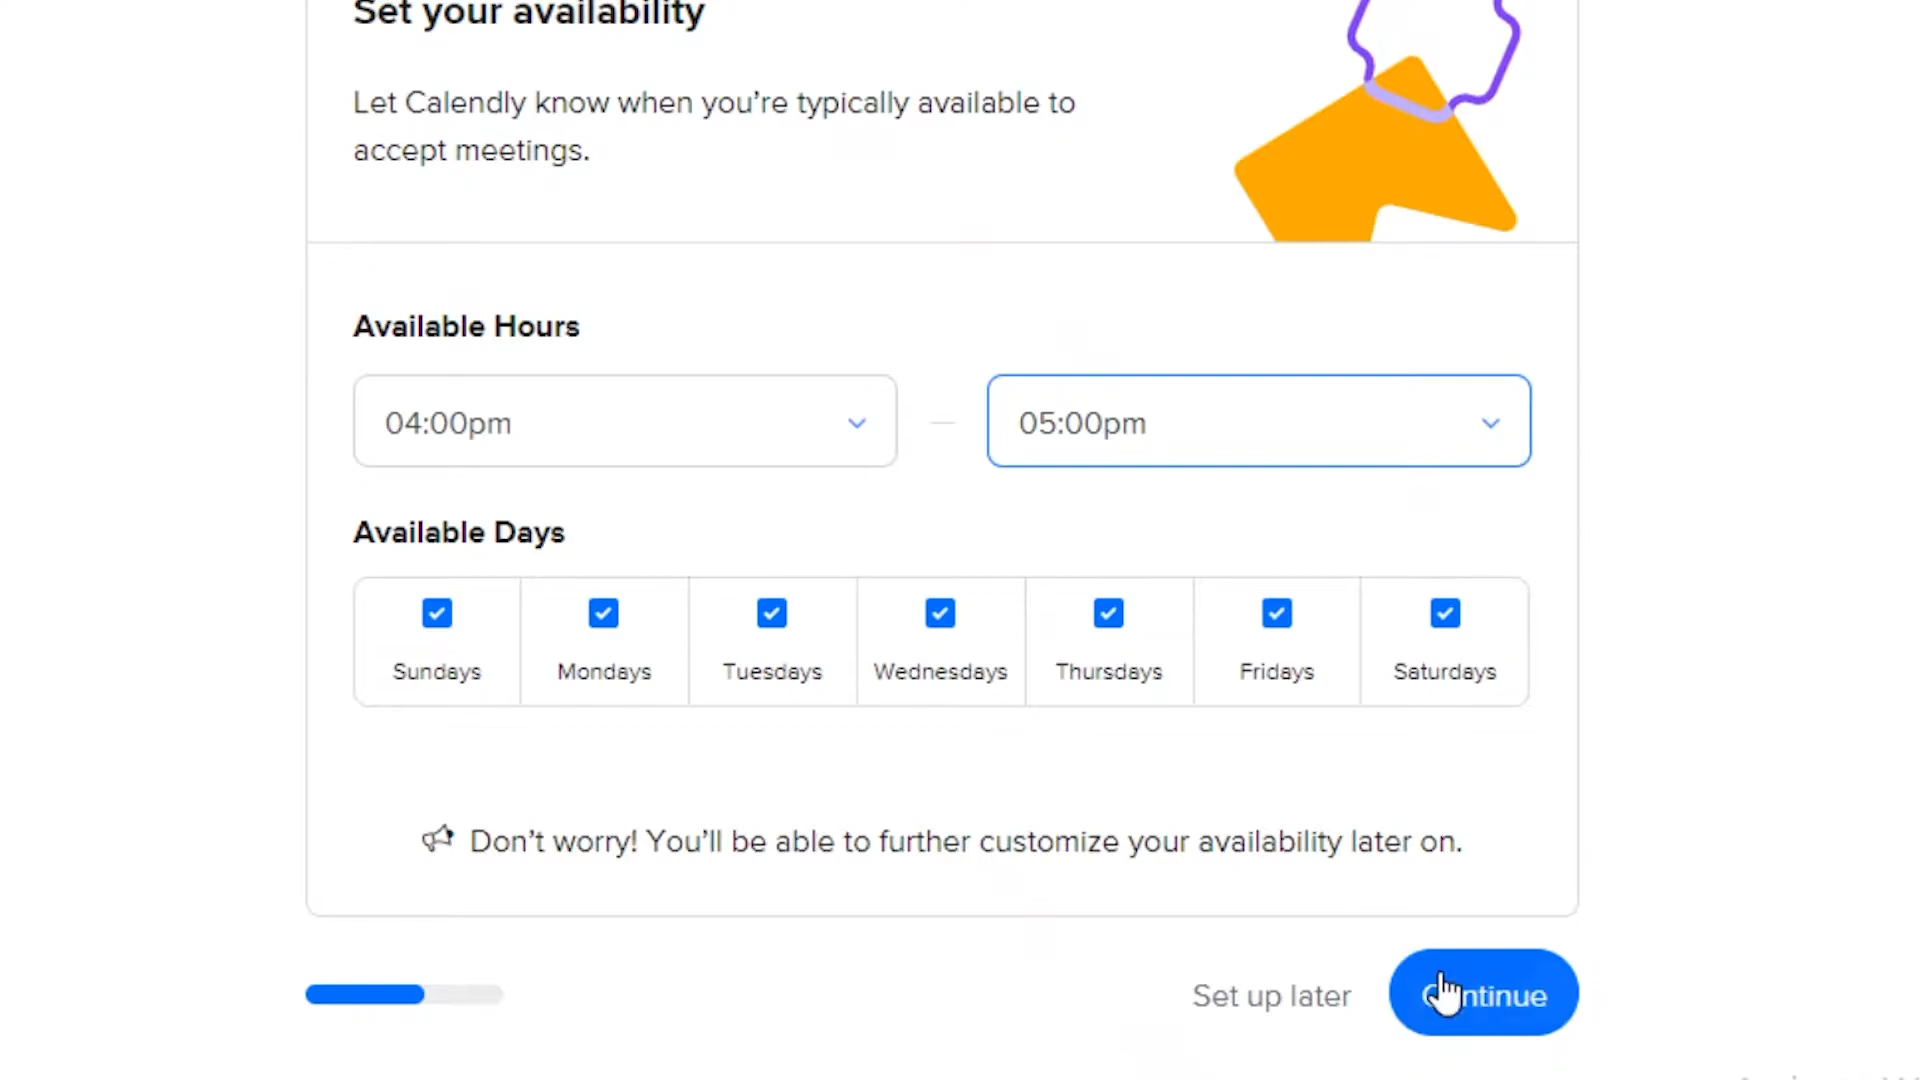 Set your availability
Let Calendly know when you're typically available to
accept meetings.
Available Hours
04:00pm
05:00pm
Available Days
Sundays Mondays Tuesdays Wednesdays Thursdays Fridays Saturdays
Don't worry! You'll be able to further customize your availability later on.
Set up later
Continue